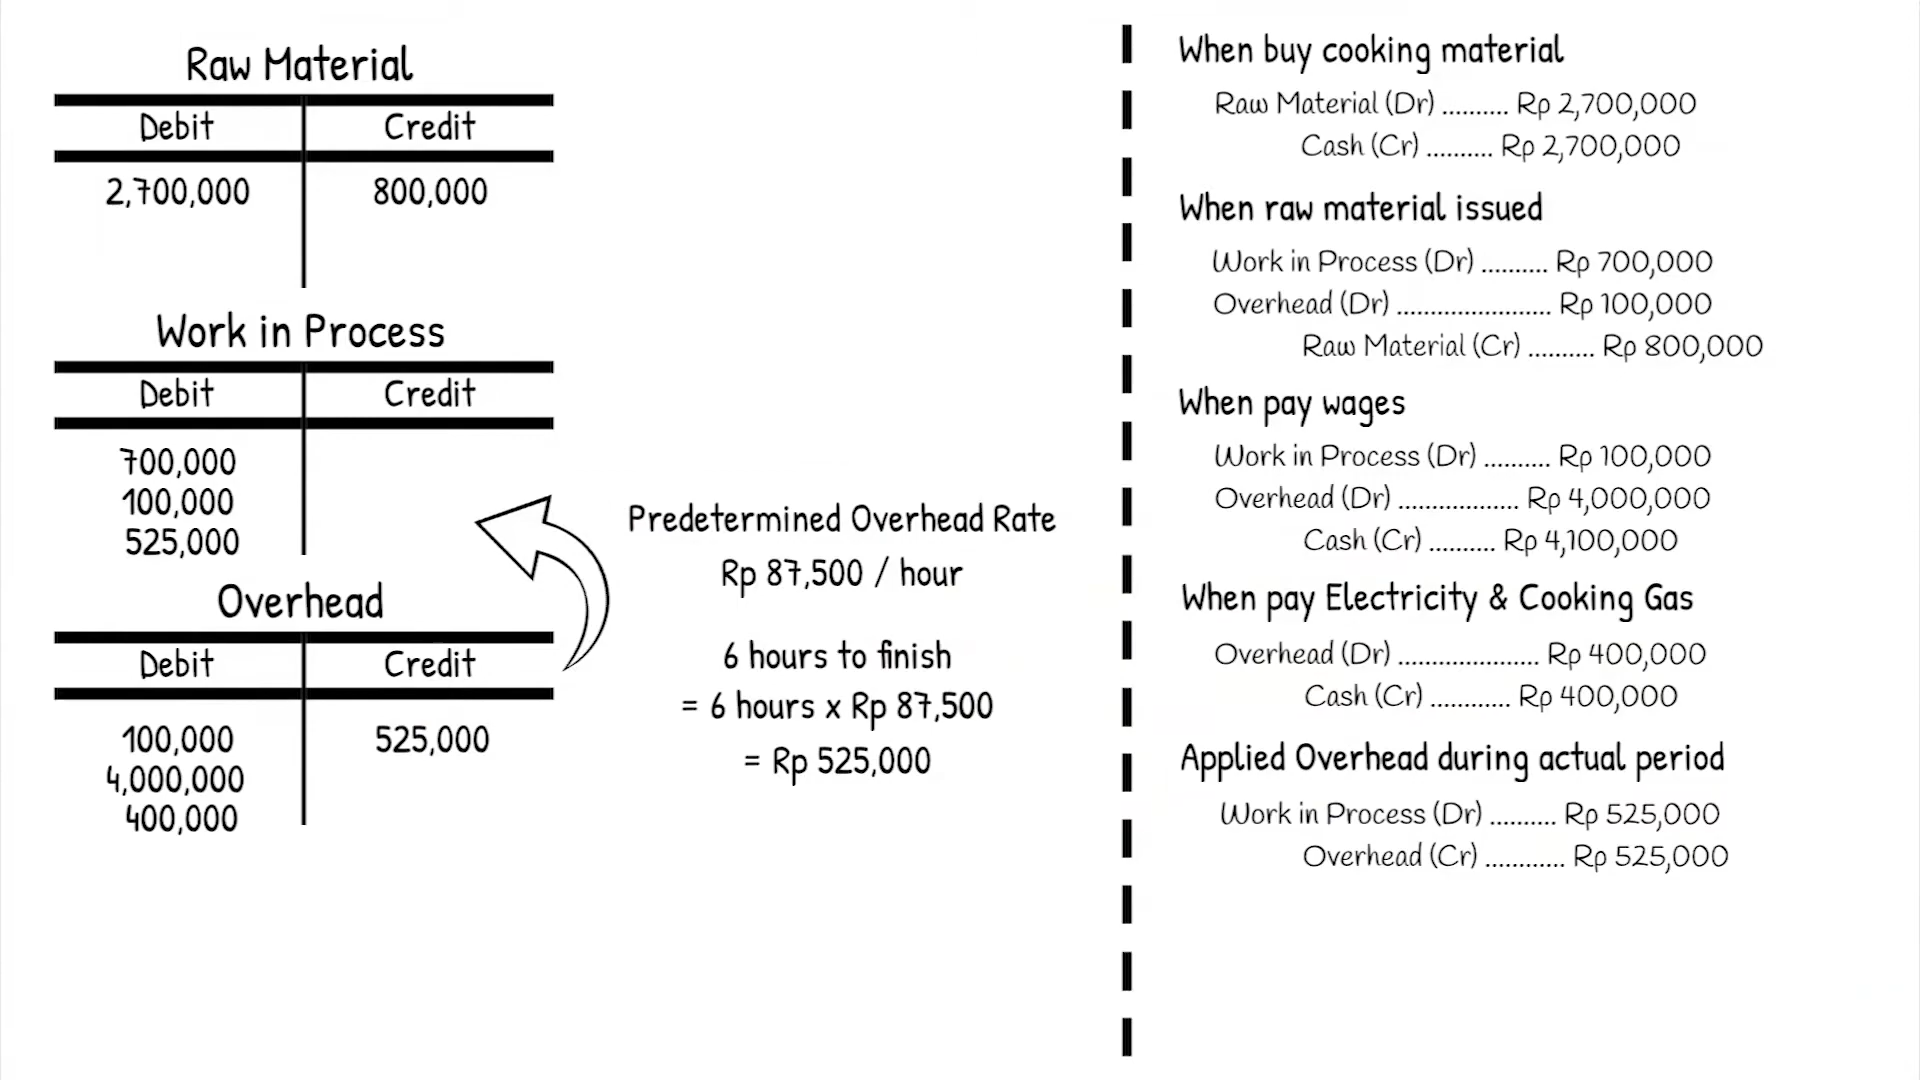 Raw Material
Debit Credit
2,700,000 800,000
Work in Process
Debit Credit
700,000
100,000
525,000
Overhead
Debit Credit
100,000 525,000
4,000,000
400,000
Predetermined Overhead Rate
Rp 87,500 / hour
6 hours to finish
= 6 hours x Rp 87,500
= Rp 525,000
When buy cooking material
Raw Material (Dr) .......... Rp 2,700,000
Cash (Cr) .......... Rp 2,700,000
When raw material issued
Work in Process (Dr) .......... Rp 700,000
Overhead (Dr) ....................... Rp 100,000
Raw Material (Cr) .......... Rp 800,000
When pay wages
Work in Process (Dr) .......... Rp 100,000
Overhead (Dr) .................. Rp 4,000,000
Cash (Cr) .......... Rp 4,100,000
When pay Electricity & Cooking Gas
Overhead (Dr) ..................... Rp 400,000
Cash (Cr) ............ Rp 400,000
Applied Overhead during actual period
Work in Process (Dr) .......... Rp 525,000
Overhead (Cr) ............ Rp 525,000